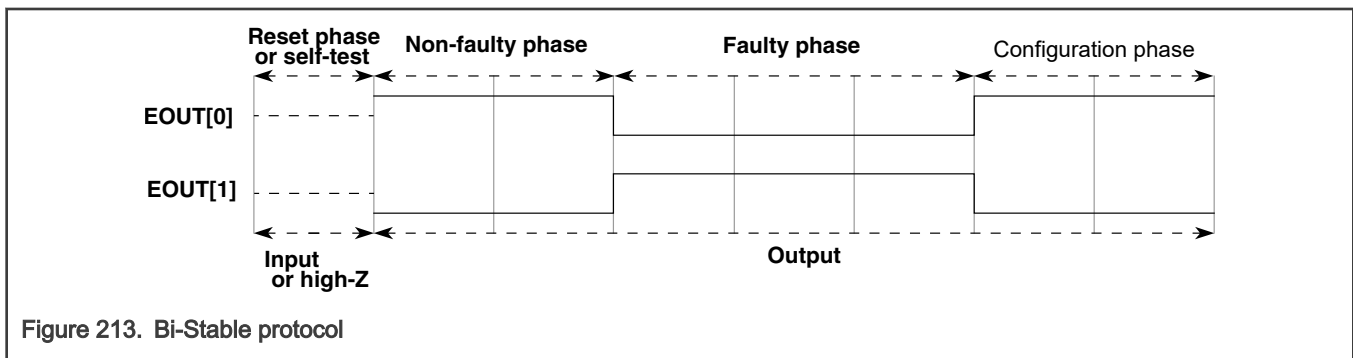 Reset phase
or self-test
Non-faulty phase
Faulty phase
Configuration phase
EOUT[0]
EOUT[1]
Input
or high-Z
Output
Figure 213. Bi-Stable protocol